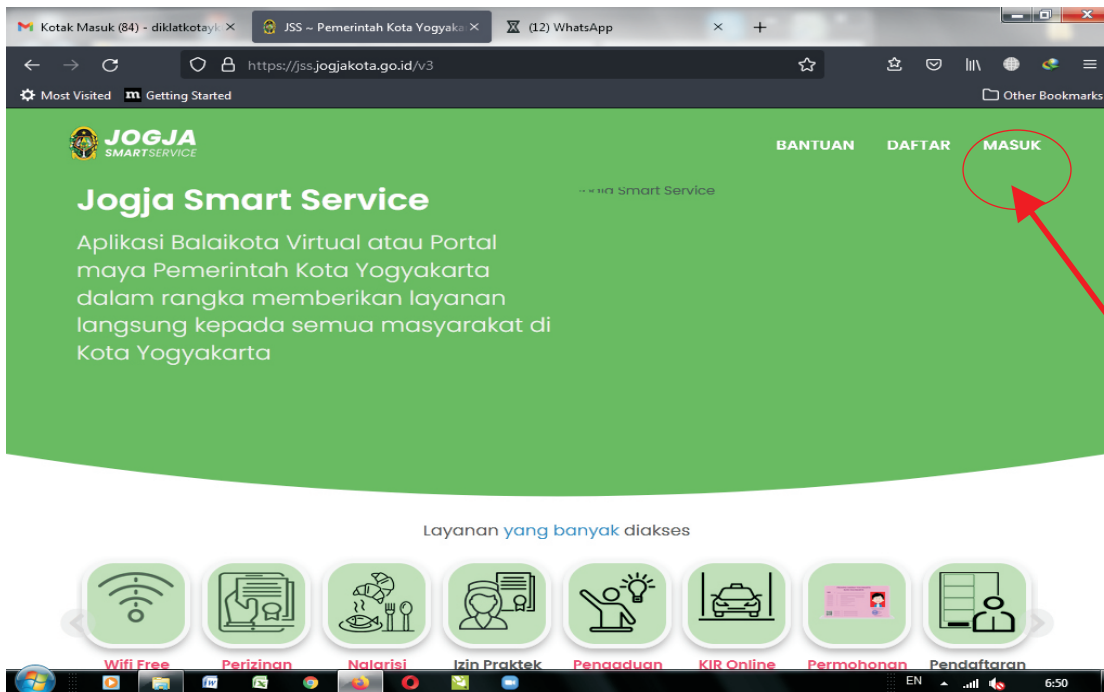 Kotak Masuk (84) - diklatkotayk
JSS ~ Pemerintah Kota Yogyaka
(12) WhatsApp
https://jss.jogjakota.go.id/v3
Most Visited
Getting Started
Other Bookmarks
JOGJA
SMARTSERVICE
BANTUAN
DAFTAR
MASUK
Jogja Smart Service
Smart Service
Aplikasi Balaikota Virtual atau Portal
maya Pemerintah Kota Yogyakarta
dalam rangka memberikan layanan
langsung kepada semua masyarakat di
Kota Yogyakarta
Layanan yang banyak diakses
Wifi Free
Perizinan
Nglarisi
Izin Praktek
Pengaduan
KIR Online
Permohonan
Pendaftaran
EN
6:50